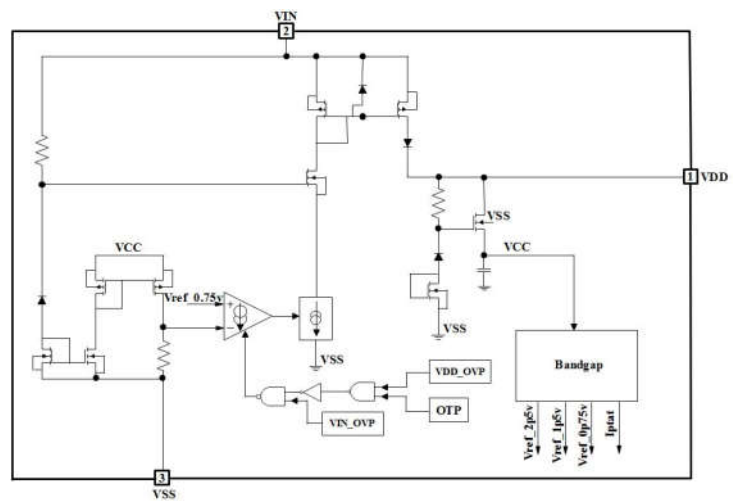 VIN
2
1 VDD
VSS
VCC
VCC
Vref_0.75v
+
-
VSS
VSS
Bandgap
VDD_OVP
OTP
VIN_OVP
Vref_2p5v
Vref_1p5v
Vref_0p75v
Iptat
3
VSS